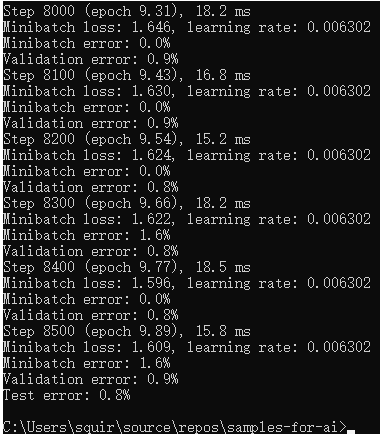 Step 8000 (epoch 9.31), 18.2 ms
Minibatch loss: 1.646, learning rate: 0.006302
Minibatch error: 0.0%
Validation error: 0.9%
Step 8100 (epoch 9.43), 16.8 ms
Minibatch loss: 1.630, learning rate: 0.006302
Minibatch error: 0.0%
Validation error: 0.9%
Step 8200 (epoch 9.54), 15.2 ms
Minibatch loss: 1.624, learning rate: 0.006302
Minibatch error: 0.0%
Validation error: 0.8%
Step 8300 (epoch 9.66), 18.2 ms
Minibatch loss: 1.622, learning rate: 0.006302
Minibatch error: 1.6%
Validation error: 0.8%
Step 8400 (epoch 9.77), 18.5 ms
Minibatch loss: 1.596, learning rate: 0.006302
Minibatch error: 0.0%
Validation error: 0.8%
Step 8500 (epoch 9.89), 15.8 ms
Minibatch loss: 1.609, learning rate: 0.006302
Minibatch error: 1.6%
Validation error: 0.9%
Test error: 0.8%
C:\Users\squir\source\repos\samples-for-ai>